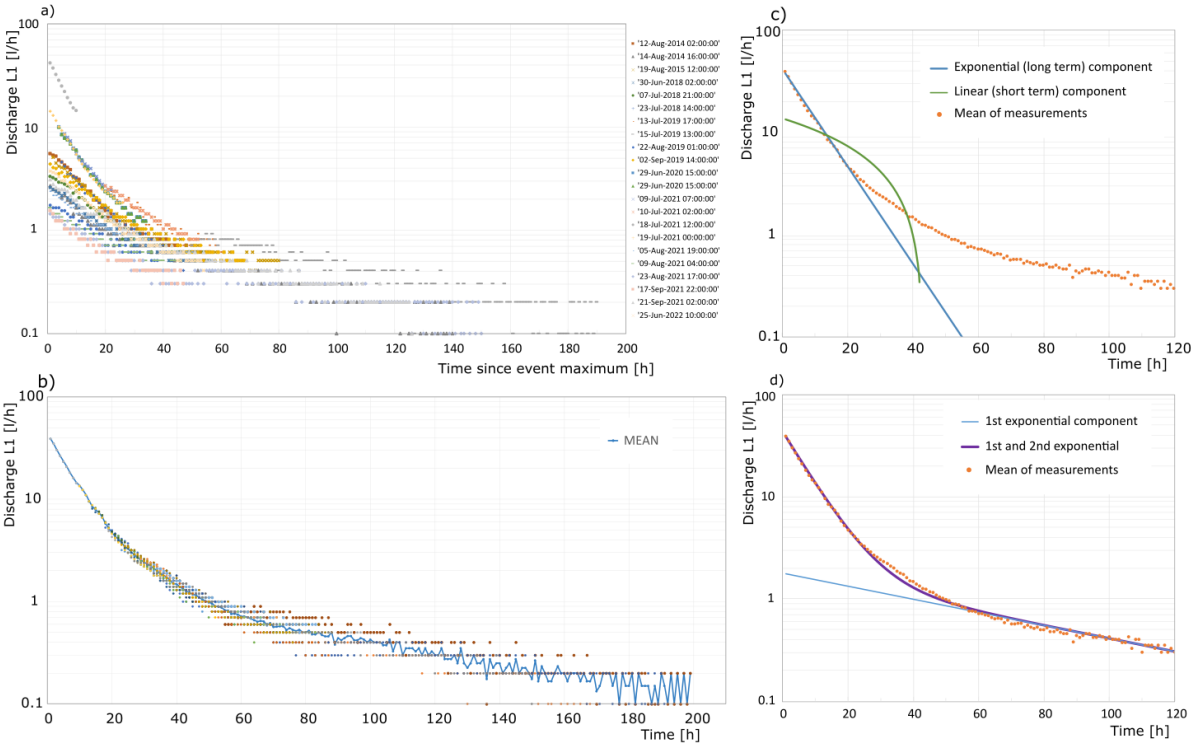 a)
Discharge L1 [l/h]
100
10
1
0.1
0 20 40 60 80 100 120 140 160 180 200
Time since event maximum [h]
'12-Aug-2014 02:00:00'
'14-Aug-2014 16:00:00'
'19-Aug-2015 12:00:00'
'30-Jun-2018 02:00:00'
'07-Jul-2018 21:00:00'
'23-Jul-2018 14:00:00'
'13-Jul-2019 17:00:00'
'15-Jul-2019 13:00:00'
'22-Aug-2019 01:00:00'
'02-Sep-2019 14:00:00'
'29-Jun-2020 15:00:00'
'29-Jun-2020 15:00:00'
'09-Jul-2021 07:00:00'
'10-Jul-2021 02:00:00'
'18-Jul-2021 12:00:00'
'19-Jul-2021 00:00:00'
'05-Aug-2021 19:00:00'
'09-Aug-2021 04:00:00'
'23-Aug-2021 17:00:00'
'17-Sep-2021 22:00:00'
'21-Sep-2021 02:00:00'
'25-Jun-2022 10:00:00'
b)
Discharge L1 [l/h]
100
10
1
0.1
0 20 40 60 80 100 120 140 160 180 200
Time [h]
MEAN
c)
Discharge L1 [l/h]
100
10
1
0.1
0 20 40 60 80 100 120
Time [h]
Exponential (long term) component
Linear (short term) component
Mean of measurements
d)
Discharge L1 [l/h]
100
10
1
0.1
0 20 40 60 80 100 120
Time [h]
1st exponential component
1st and 2nd exponential
Mean of measurements